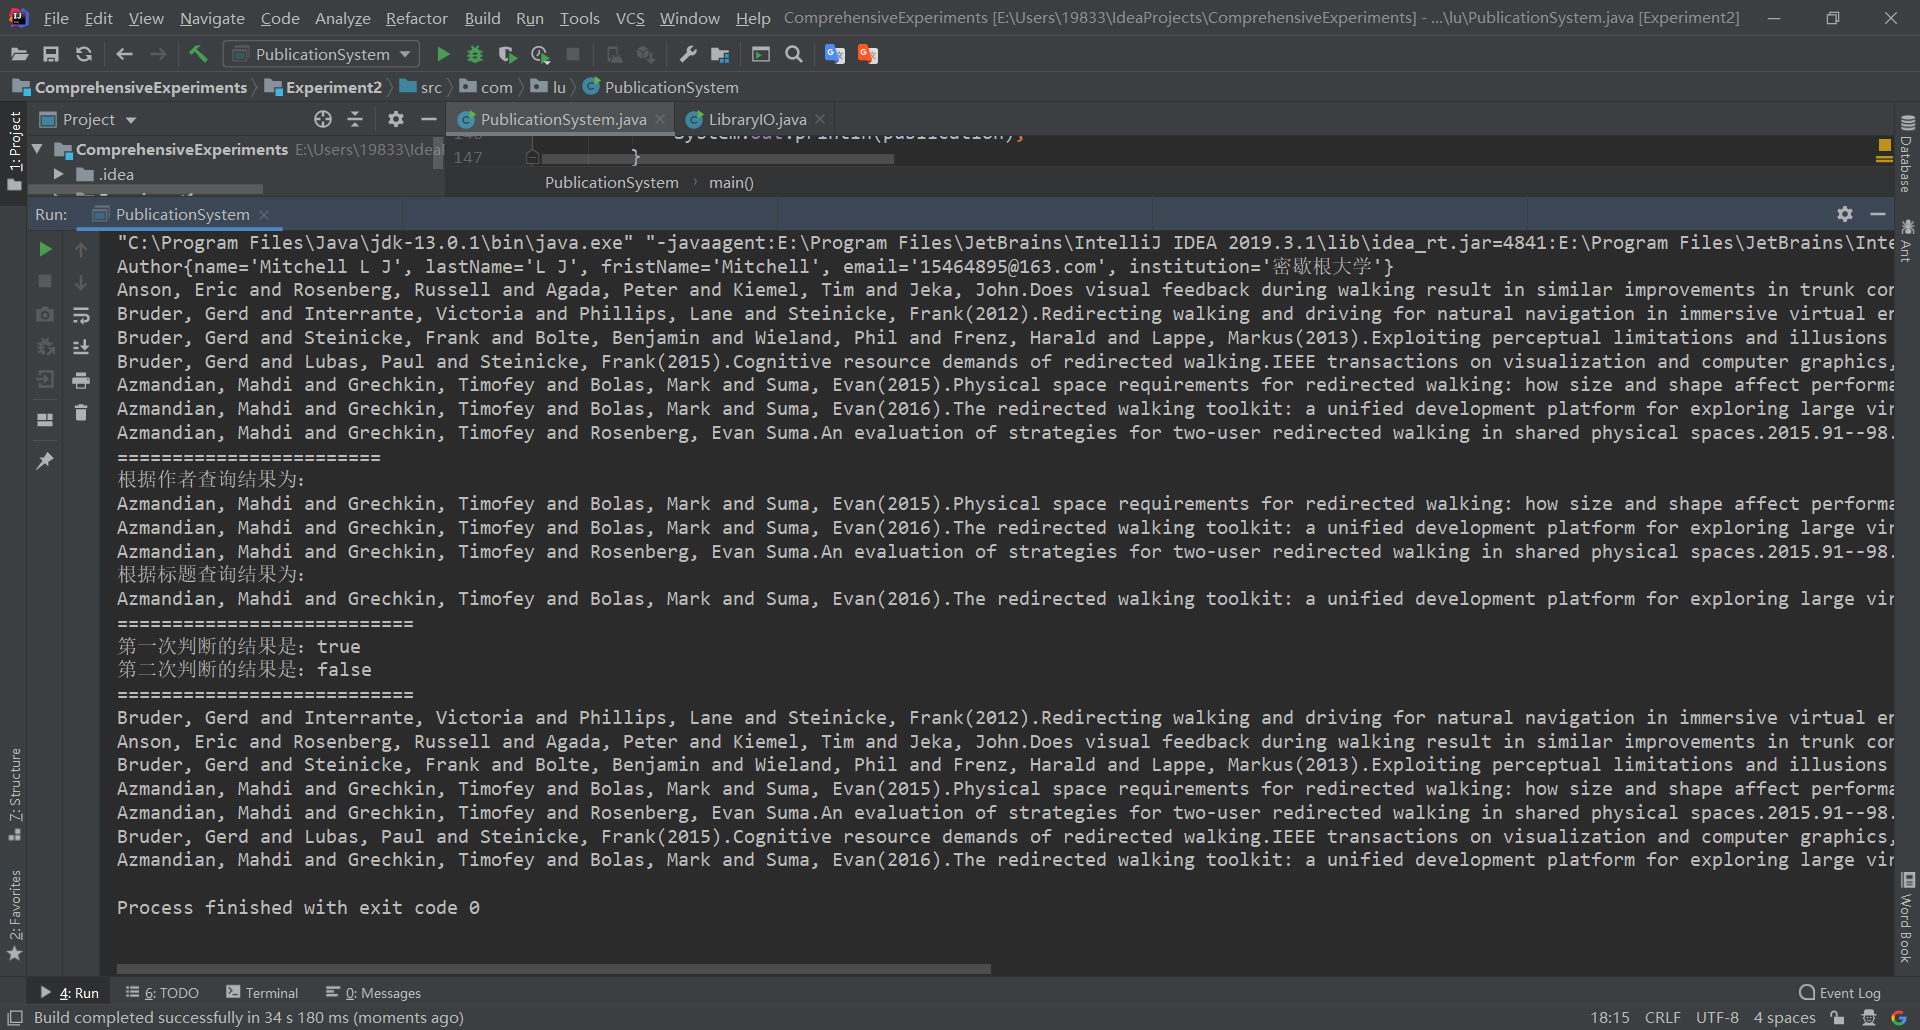 File Edit View Navigate Code Analyze Refactor Build Run Tools VCS Window Help ComprehensiveExperiments [E:\Users\19833\IdeaProjects\ComprehensiveExperiments] - ...\lu\PublicationSystem.java [Experiment2]
PublicationSystem
ComprehensiveExperiments Experiment2 src com lu PublicationSystem
1: Project
Project
PublicationSystem.java
LibraryIO.java
ComprehensiveExperiments E:\Users\19833\Idea
.idea
System.out.println(publication);
147 }
PublicationSystem main()
Database
Ant
Run: PublicationSystem
"C:\Program Files\Java\jdk-13.0.1\bin\java.exe" "-javaagent:E:\Program Files\JetBrains\IntelliJ IDEA 2019.3.1\lib\idea_rt.jar=4841:E:\Program Files\JetBrains\Inte
Author{name='Mitchell L J', lastName='L J', fristName='Mitchell', email='15464895@163.com', institution='密歇根大学'}
Anson, Eric and Rosenberg, Russell and Agada, Peter and Kiemel, Tim and Jeka, John.Does visual feedback during walking result in similar improvements in trunk con
Bruder, Gerd and Interrante, Victoria and Phillips, Lane and Steinicke, Frank(2012).Redirecting walking and driving for natural navigation in immersive virtual en
Bruder, Gerd and Steinicke, Frank and Bolte, Benjamin and Wieland, Phil and Frenz, Harald and Lappe, Markus(2013).Exploiting perceptual limitations and illusions
Bruder, Gerd and Lubas, Paul and Steinicke, Frank(2015).Cognitive resource demands of redirected walking.IEEE transactions on visualization and computer graphics,
Azmandian, Mahdi and Grechkin, Timofey and Bolas, Mark and Suma, Evan(2015).Physical space requirements for redirected walking: how size and shape affect performa
Azmandian, Mahdi and Grechkin, Timofey and Bolas, Mark and Suma, Evan(2016).The redirected walking toolkit: a unified development platform for exploring large vir
Azmandian, Mahdi and Grechkin, Timofey and Rosenberg, Evan Suma.An evaluation of strategies for two-user redirected walking in shared physical spaces.2015.91--98.
========================
根据作者查询结果为：
Azmandian, Mahdi and Grechkin, Timofey and Bolas, Mark and Suma, Evan(2015).Physical space requirements for redirected walking: how size and shape affect performa
Azmandian, Mahdi and Grechkin, Timofey and Bolas, Mark and Suma, Evan(2016).The redirected walking toolkit: a unified development platform for exploring large vir
Azmandian, Mahdi and Grechkin, Timofey and Rosenberg, Evan Suma.An evaluation of strategies for two-user redirected walking in shared physical spaces.2015.91--98.
根据标题查询结果为：
Azmandian, Mahdi and Grechkin, Timofey and Bolas, Mark and Suma, Evan(2016).The redirected walking toolkit: a unified development platform for exploring large vir
===========================
第一次判断的结果是：true
第二次判断的结果是：false
===========================
Bruder, Gerd and Interrante, Victoria and Phillips, Lane and Steinicke, Frank(2012).Redirecting walking and driving for natural navigation in immersive virtual en
Anson, Eric and Rosenberg, Russell and Agada, Peter and Kiemel, Tim and Jeka, John.Does visual feedback during walking result in similar improvements in trunk con
Bruder, Gerd and Steinicke, Frank and Bolte, Benjamin and Wieland, Phil and Frenz, Harald and Lappe, Markus(2013).Exploiting perceptual limitations and illusions
Azmandian, Mahdi and Grechkin, Timofey and Bolas, Mark and Suma, Evan(2015).Physical space requirements for redirected walking: how size and shape affect performa
Azmandian, Mahdi and Grechkin, Timofey and Rosenberg, Evan Suma.An evaluation of strategies for two-user redirected walking in shared physical spaces.2015.91--98.
Bruder, Gerd and Lubas, Paul and Steinicke, Frank(2015).Cognitive resource demands of redirected walking.IEEE transactions on visualization and computer graphics,
Azmandian, Mahdi and Grechkin, Timofey and Bolas, Mark and Suma, Evan(2016).The redirected walking toolkit: a unified development platform for exploring large vir
Process finished with exit code 0
7: Structure
2: Favorites
Word Book
4: Run 6: TODO Terminal 0: Messages Event Log
Build completed successfully in 34 s 180 ms (moments ago) 18:15 CRLF UTF-8 4 spaces